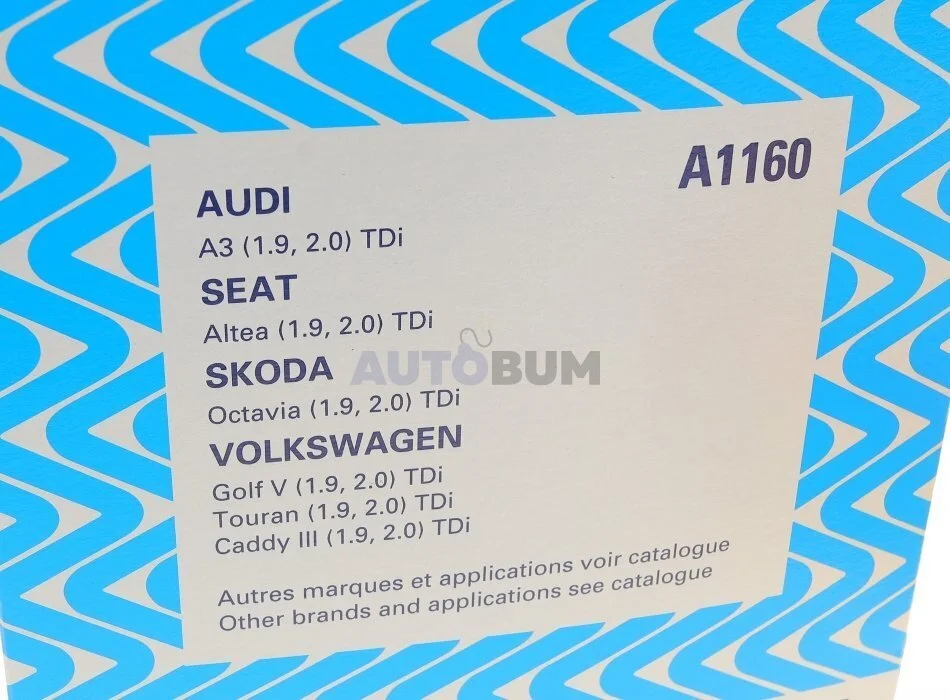 A1160
AUDI
A3 (1.9, 2.0) TDi
SEAT
Altea (1.9, 2.0) TDi
AUTOBUM
SKODA
Octavia (1.9, 2.0) TDi
VOLKSWAGEN
Golf V (1.9, 2.0) TDi
Touran (1.9, 2.0) TDi
Caddy III (1.9, 2.0) TDi
Autres marques et applications voir catalogue
Other brands and applications see catalogue